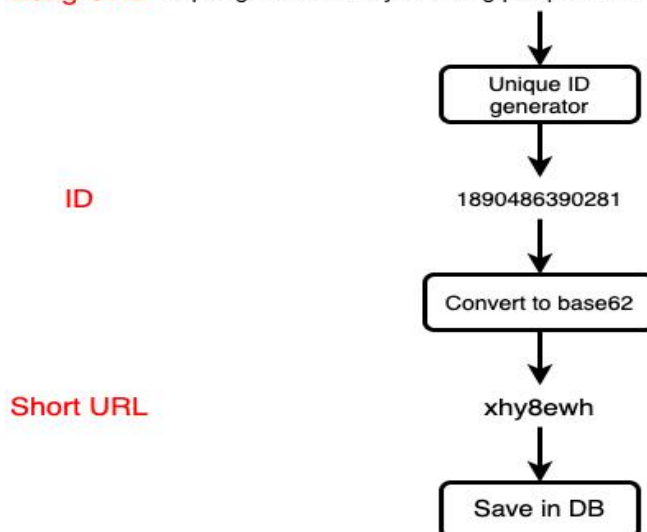 Unique ID
generator
ID
1890486390281
Convert to base62
Short URL
xhy8ewh
Save in DB